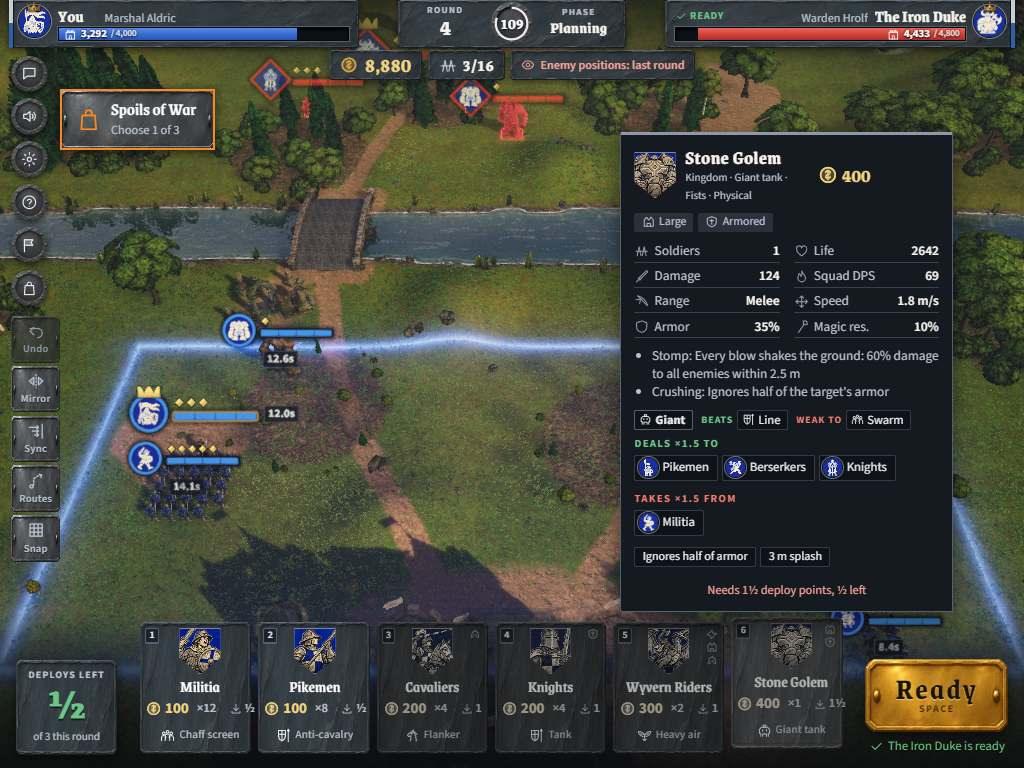 You Marshal Aldric
3,292 / 4,000
ROUND
4
109
PHASE
Planning
READY
Warden Hrolf The Iron Duke
4,433 / 4,800
8,880
3/16
Enemy positions: last round
Spoils of War
Choose 1 of 3
Undo
Mirror
Sync
Routes
Snap
12.6s
12.0s
14.1s
8.4s
Stone Golem
Kingdom · Giant tank ·
Fists · Physical
400
Large Armored
Soldiers 1 Life 2642
Damage 124 Squad DPS 69
Range Melee Speed 1.8 m/s
Armor 35% Magic res. 10%
• Stomp: Every blow shakes the ground: 60% damage
to all enemies within 2.5 m
• Crushing: Ignores half of the target's armor
Giant BEATS Line WEAK TO Swarm
DEALS ×1.5 TO
Pikemen Berserkers Knights
TAKES ×1.5 FROM
Militia
Ignores half of armor 3 m splash
Needs 1½ deploy points, ½ left
DEPLOYS LEFT
½
of 3 this round
1
Militia
100 ×12 ½
Chaff screen
2
Pikemen
100 ×8 ½
Anti-cavalry
3
Cavaliers
200 ×4 1
Flanker
4
Knights
200 ×4 1
Tank
5
Wyvern Riders
300 ×2 1
Heavy air
6
Stone Golem
400 ×1 1½
Giant tank
Ready
SPACE
The Iron Duke is ready